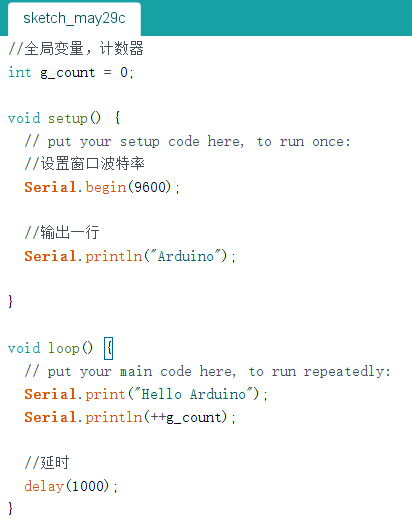 sketch_may29c
//全局变量，计数器
int g_count = 0;
void setup() {
// put your setup code here, to run once:
//设置窗口波特率
Serial.begin(9600);
//输出一行
Serial.println("Arduino");
}
void loop() {
// put your main code here, to run repeatedly:
Serial.print("Hello Arduino");
Serial.println(++g_count);
//延时
delay(1000);
}